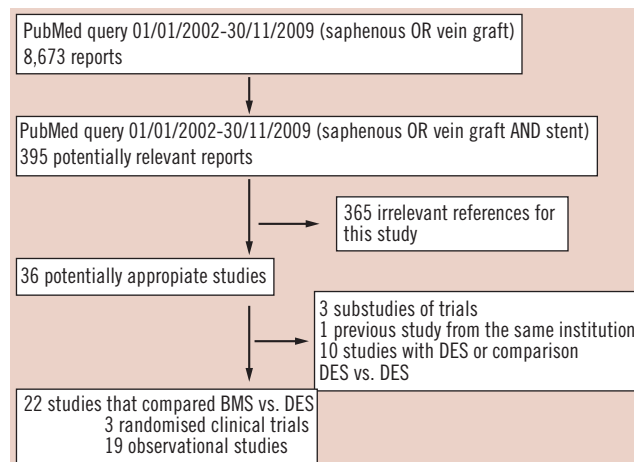 PubMed query 01/01/2002-30/11/2009 (saphenous OR vein graft)
8,673 reports
PubMed query 01/01/2002-30/11/2009 (saphenous OR vein graft AND stent)
395 potentially relevant reports
365 irrelevant references for
this study
36 potentially appropiate studies
3 substudies of trials
1 previous study from the same institution
10 studies with DES or comparison
DES vs. DES
22 studies that compared BMS vs. DES
3 randomised clinical trials
19 observational studies